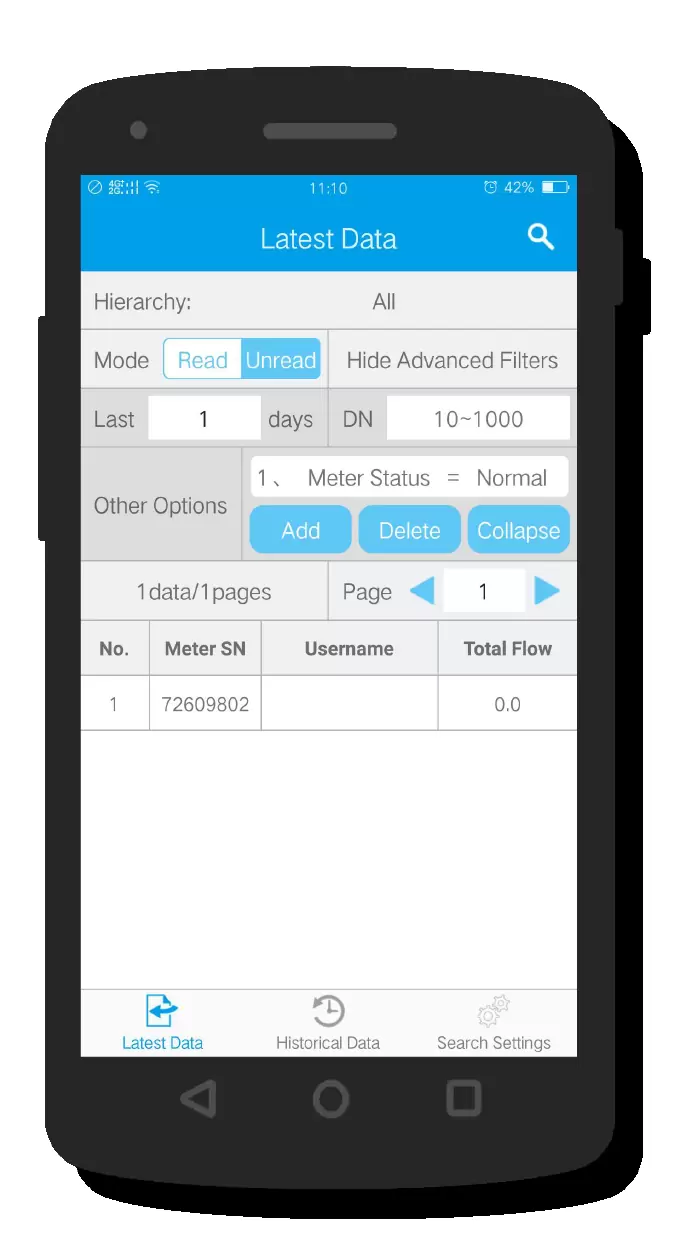 4G+ 2G 11:10 42%
Latest Data
Hierarchy: All
Mode Read Unread Hide Advanced Filters
Last 1 days DN 10~1000
Other Options
1、 Meter Status = Normal
Add Delete Collapse
1data/1pages Page 1
No. Meter SN Username Total Flow
1 72609802 0.0
Latest Data Historical Data Search Settings